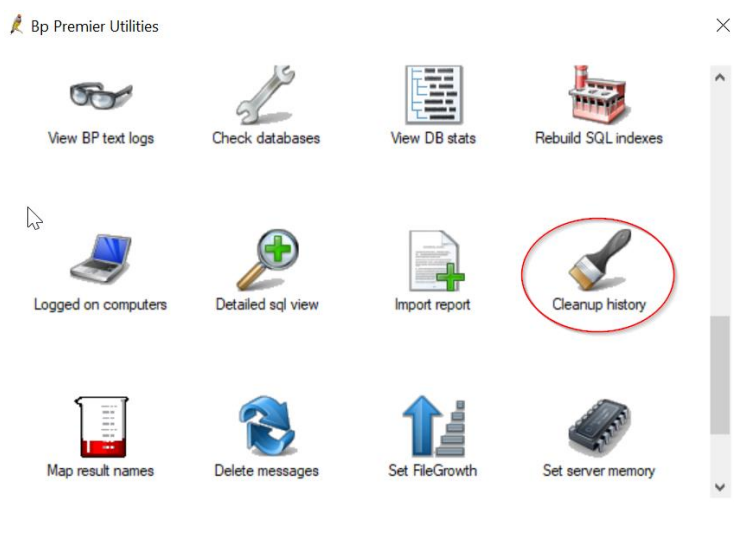 Bp Premier Utilities
View BP text logs
Check databases
View DB stats
Rebuild SQL indexes
Logged on computers
Detailed sql view
Import report
Cleanup history
Map result names
Delete messages
Set FileGrowth
Set server memory